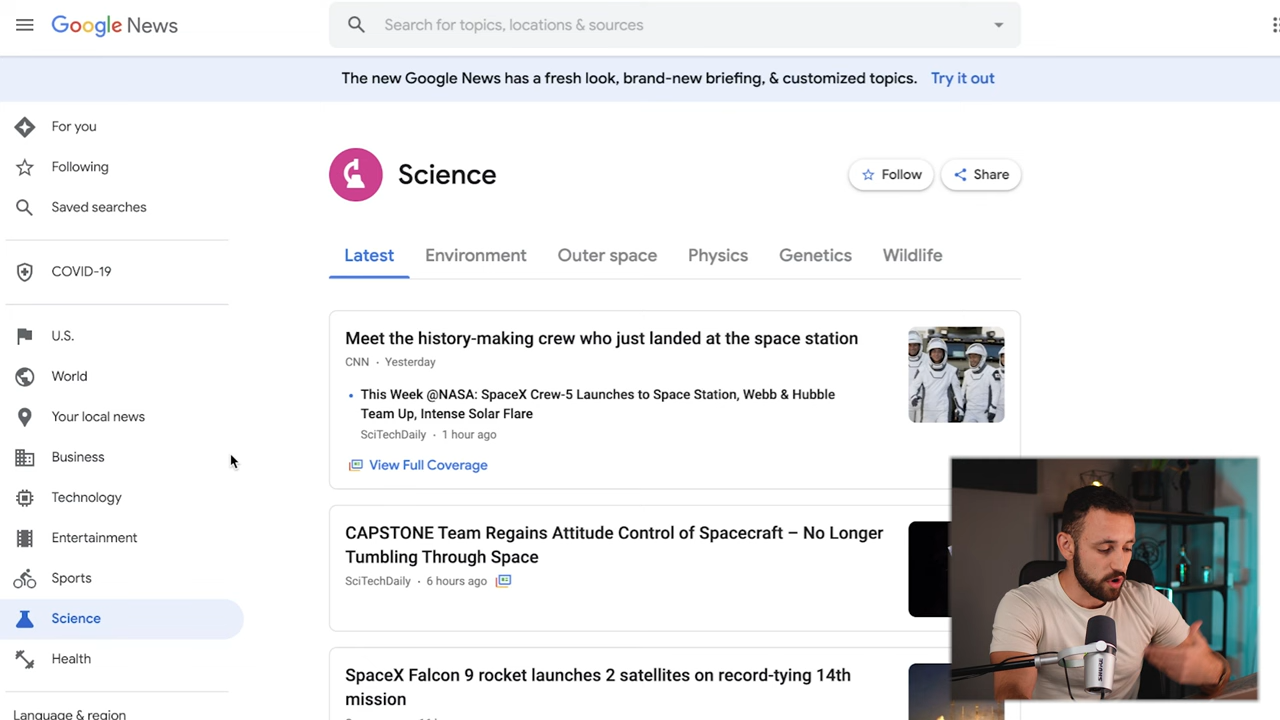 Google News
Search for topics, locations & sources
The new Google News has a fresh look, brand-new briefing, & customized topics. Try it out
For you
Following
Saved searches
COVID-19
U.S.
World
Your local news
Business
Technology
Entertainment
Sports
Science
Health
Language & region
Science
Follow
Share
Latest Environment Outer space Physics Genetics Wildlife
Meet the history-making crew who just landed at the space station
CNN · Yesterday
This Week @NASA: SpaceX Crew-5 Launches to Space Station, Webb & Hubble
Team Up, Intense Solar Flare
SciTechDaily · 1 hour ago
View Full Coverage
CAPSTONE Team Regains Attitude Control of Spacecraft – No Longer
Tumbling Through Space
SciTechDaily · 6 hours ago
SpaceX Falcon 9 rocket launches 2 satellites on record-tying 14th
mission
SHURE